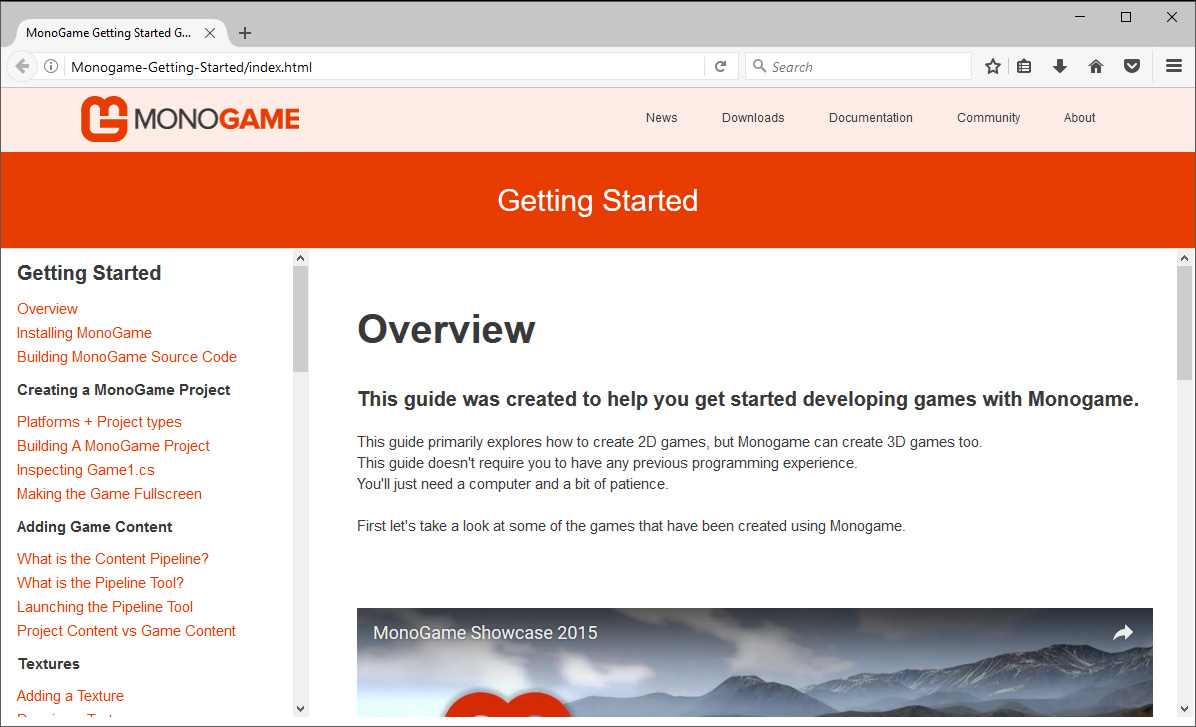 MonoGame Getting Started G...
Monogame-Getting-Started/index.html
Search
MONOGAME
News
Downloads
Documentation
Community
About
Getting Started
Getting Started
Overview
Installing MonoGame
Building MonoGame Source Code
Creating a MonoGame Project
Platforms + Project types
Building A MonoGame Project
Inspecting Game1.cs
Making the Game Fullscreen
Adding Game Content
What is the Content Pipeline?
What is the Pipeline Tool?
Launching the Pipeline Tool
Project Content vs Game Content
Textures
Adding a Texture
Overview
This guide was created to help you get started developing games with Monogame.
This guide primarily explores how to create 2D games, but Monogame can create 3D games too.
This guide doesn't require you to have any previous programming experience.
You'll just need a computer and a bit of patience.
First let's take a look at some of the games that have been created using Monogame.
MonoGame Showcase 2015